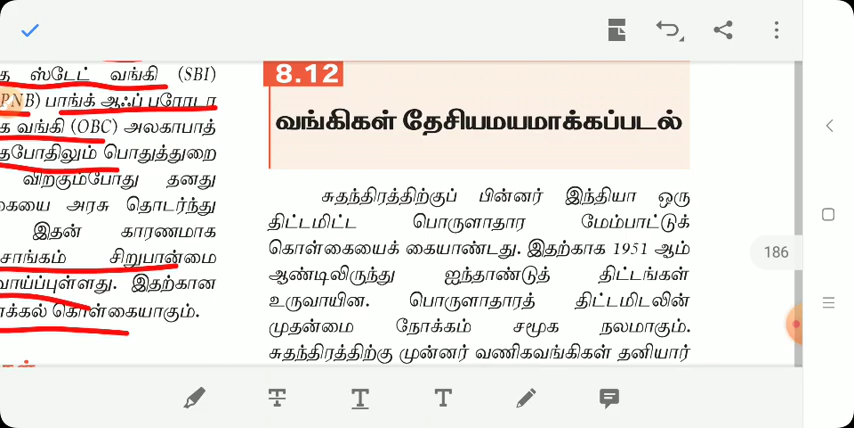 ஸ்டேட் வங்கி (SBI)
PNB) பாங்க் ஆஃப் பரோடா
வங்கி (OBC) அலகாபாத்
தபோதிலும் பொதுத்துறை
விற்கும்போது தனது
கையை அரசு தொடர்ந்து
இதன் காரணமாக
சாங்கம் சிறுபான்மை
வாய்ப்புள்ளது. இதற்கான
ாக்கல் கொள்கையாகும்.
8.12
வங்கிகள் தேசியமயமாக்கப்படல்
சுதந்திரத்திற்குப் பின்னர் இந்தியா ஒரு
திட்டமிட்ட பொருளாதார மேம்பாட்டுக்
கொள்கையைக் கையாண்டது. இதற்காக 1951 ஆம்
ஆண்டிலிருந்து ஐந்தாண்டுத் திட்டங்கள்
உருவாயின. பொருளாதாரத் திட்டமிடலின்
முதன்மை நோக்கம் சமூக நலமாகும்.
சுதந்திரத்திற்கு முன்னர் வணிகவங்கிகள் தனியார்
186